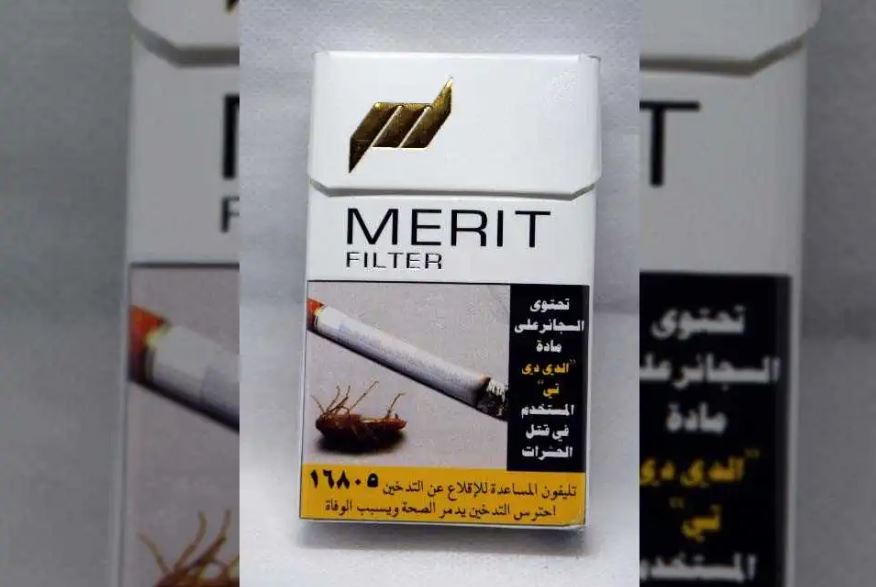 MERIT
FILTER
تحتوى
السجائر على
مادة
"الدى دى
تي"
المستخدم
في قتل
الحشرات
تليفون المساعدة للإقلاع عن التدخين ١٦٨٠٥
احترس التدخين يدمر الصحة ويسبب الوفاة